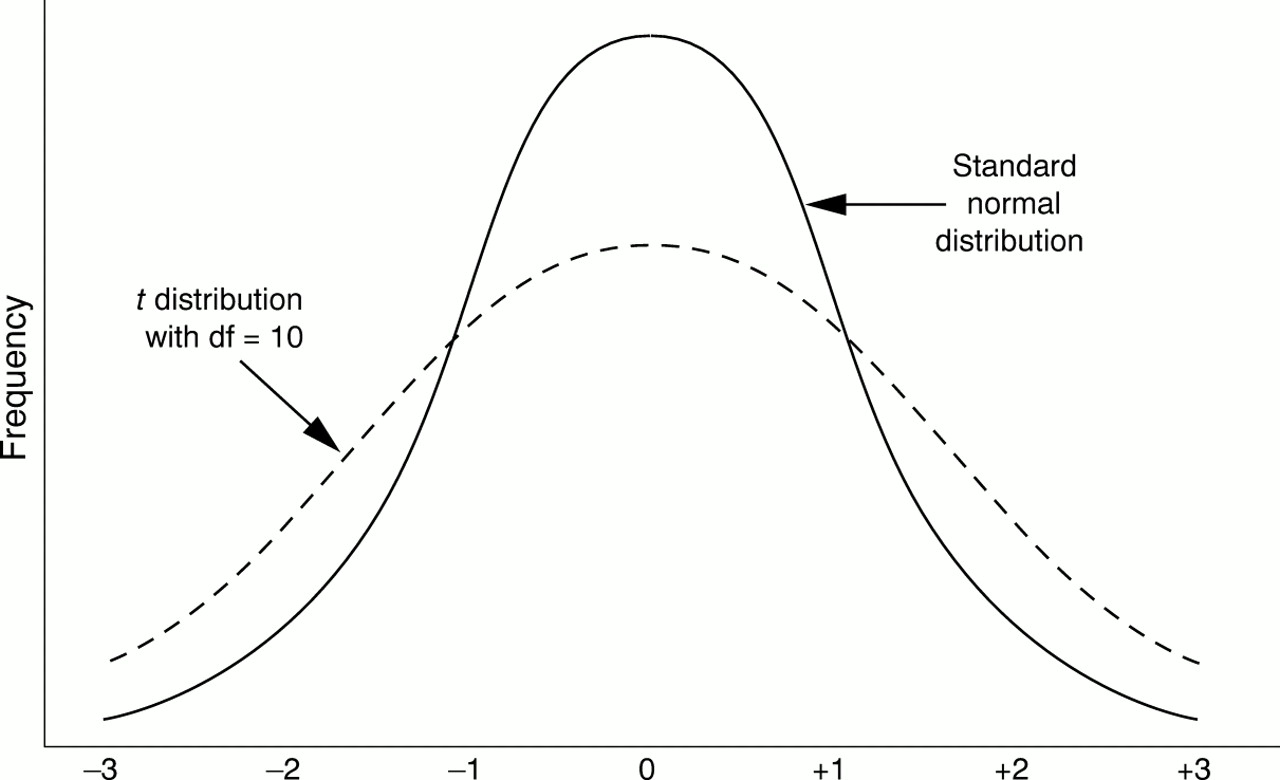 Standard
normal
distribution
t distribution
with df = 10
Frequency
–3 –2 –1 0 +1 +2 +3